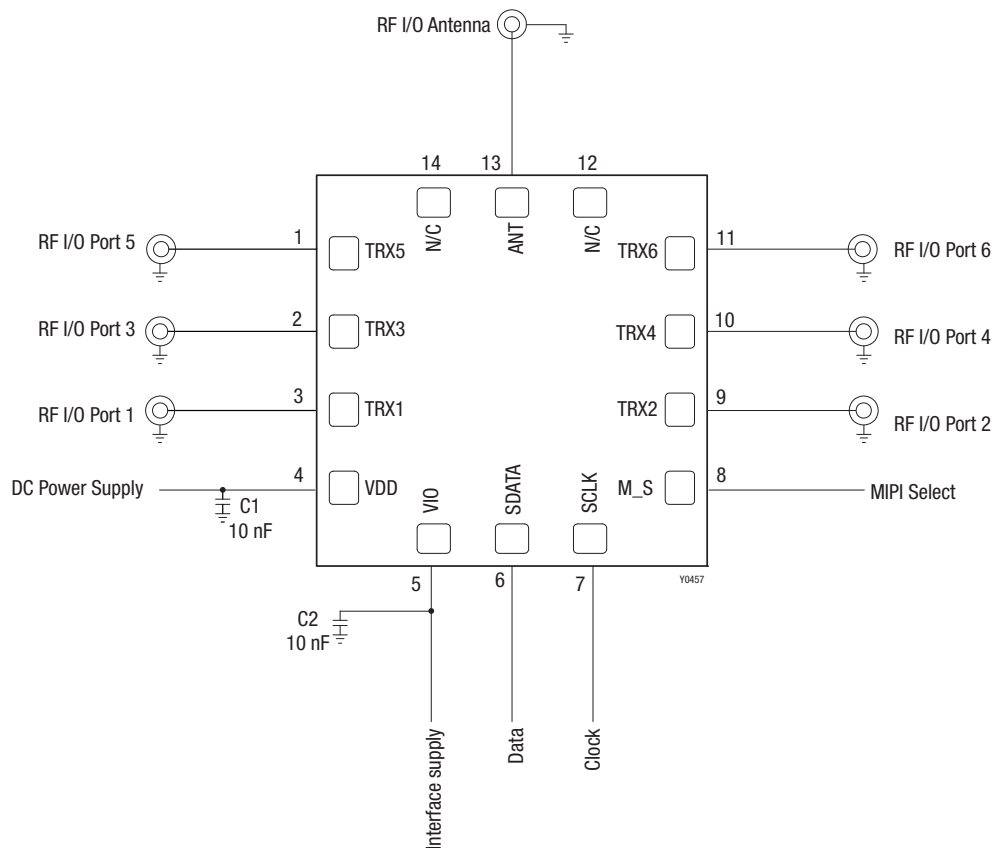 RF I/O Antenna
14 13 12
N/C ANT N/C
RF I/O Port 5 1 TRX5 TRX6 11 RF I/O Port 6
RF I/O Port 3 2 TRX3 TRX4 10 RF I/O Port 4
RF I/O Port 1 3 TRX1 TRX2 9 RF I/O Port 2
DC Power Supply 4 VDD M_S 8 MIPI Select
C1
10 nF
VIO SDATA SCLK
Y0457
5 6 7
C2
10 nF
Interface supply Data Clock